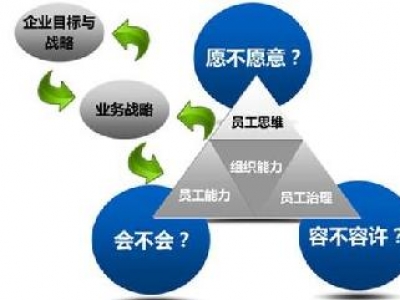 企业目标与
战略
愿不愿意？
业务战略
员工思维
组织能力
员工能力
员工治理
会不会？
容不容许？